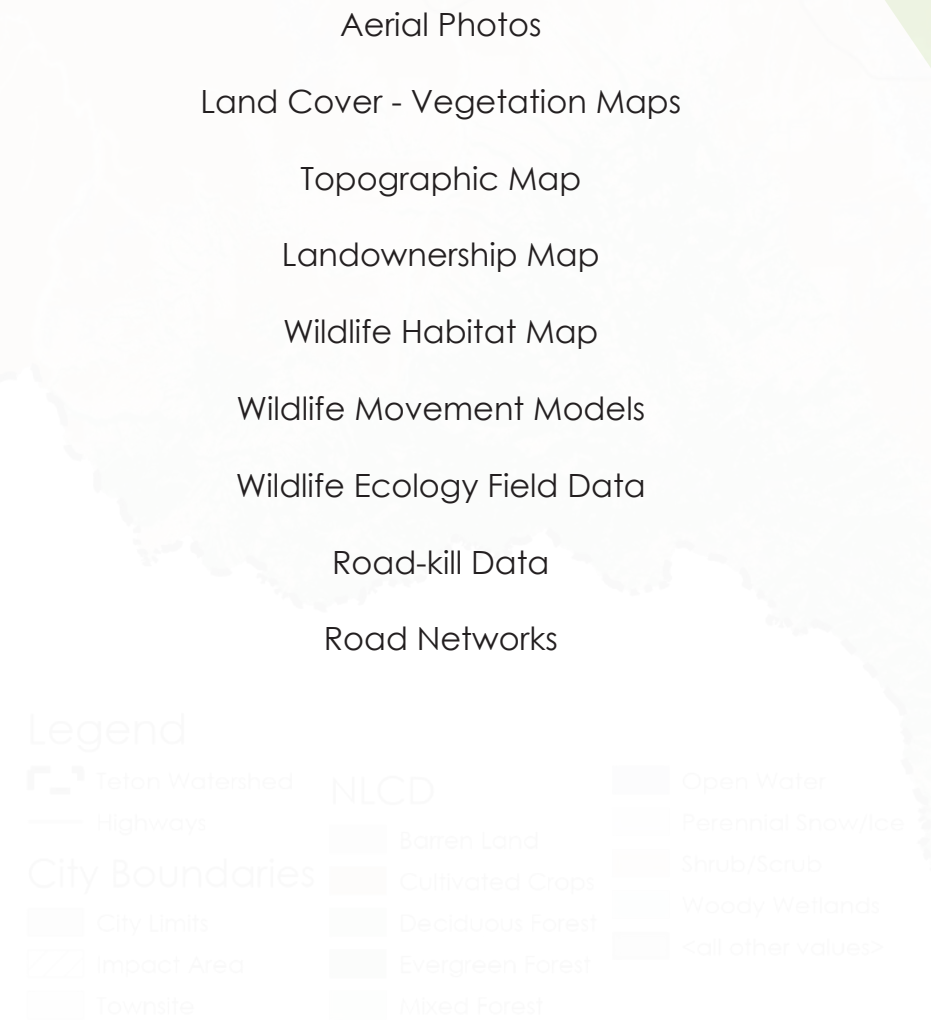 Aerial Photos
Land Cover - Vegetation Maps
Topographic Map
Landownership Map
Wildlife Habitat Map
Wildlife Movement Models
Wildlife Ecology Field Data
Road-kill Data
Road Networks
Legend
Teton Watershed
Highways
City Boundaries
City Limits
Impact Area
Townsite
NLCD
Barren Land
Cultivated Crops
Deciduous Forest
Evergreen Forest
Mixed Forest
Open Water
Perennial Snow/Ice
Shrub/Scrub
Woody Wetlands
<all other values>